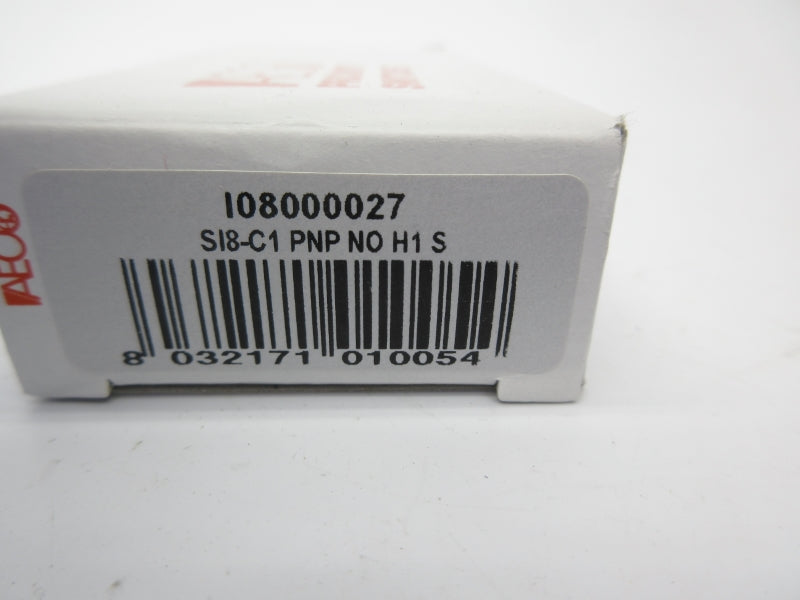 I08000027
SI8-C1 PNP NO H1 S
8 032171 010054
AECO